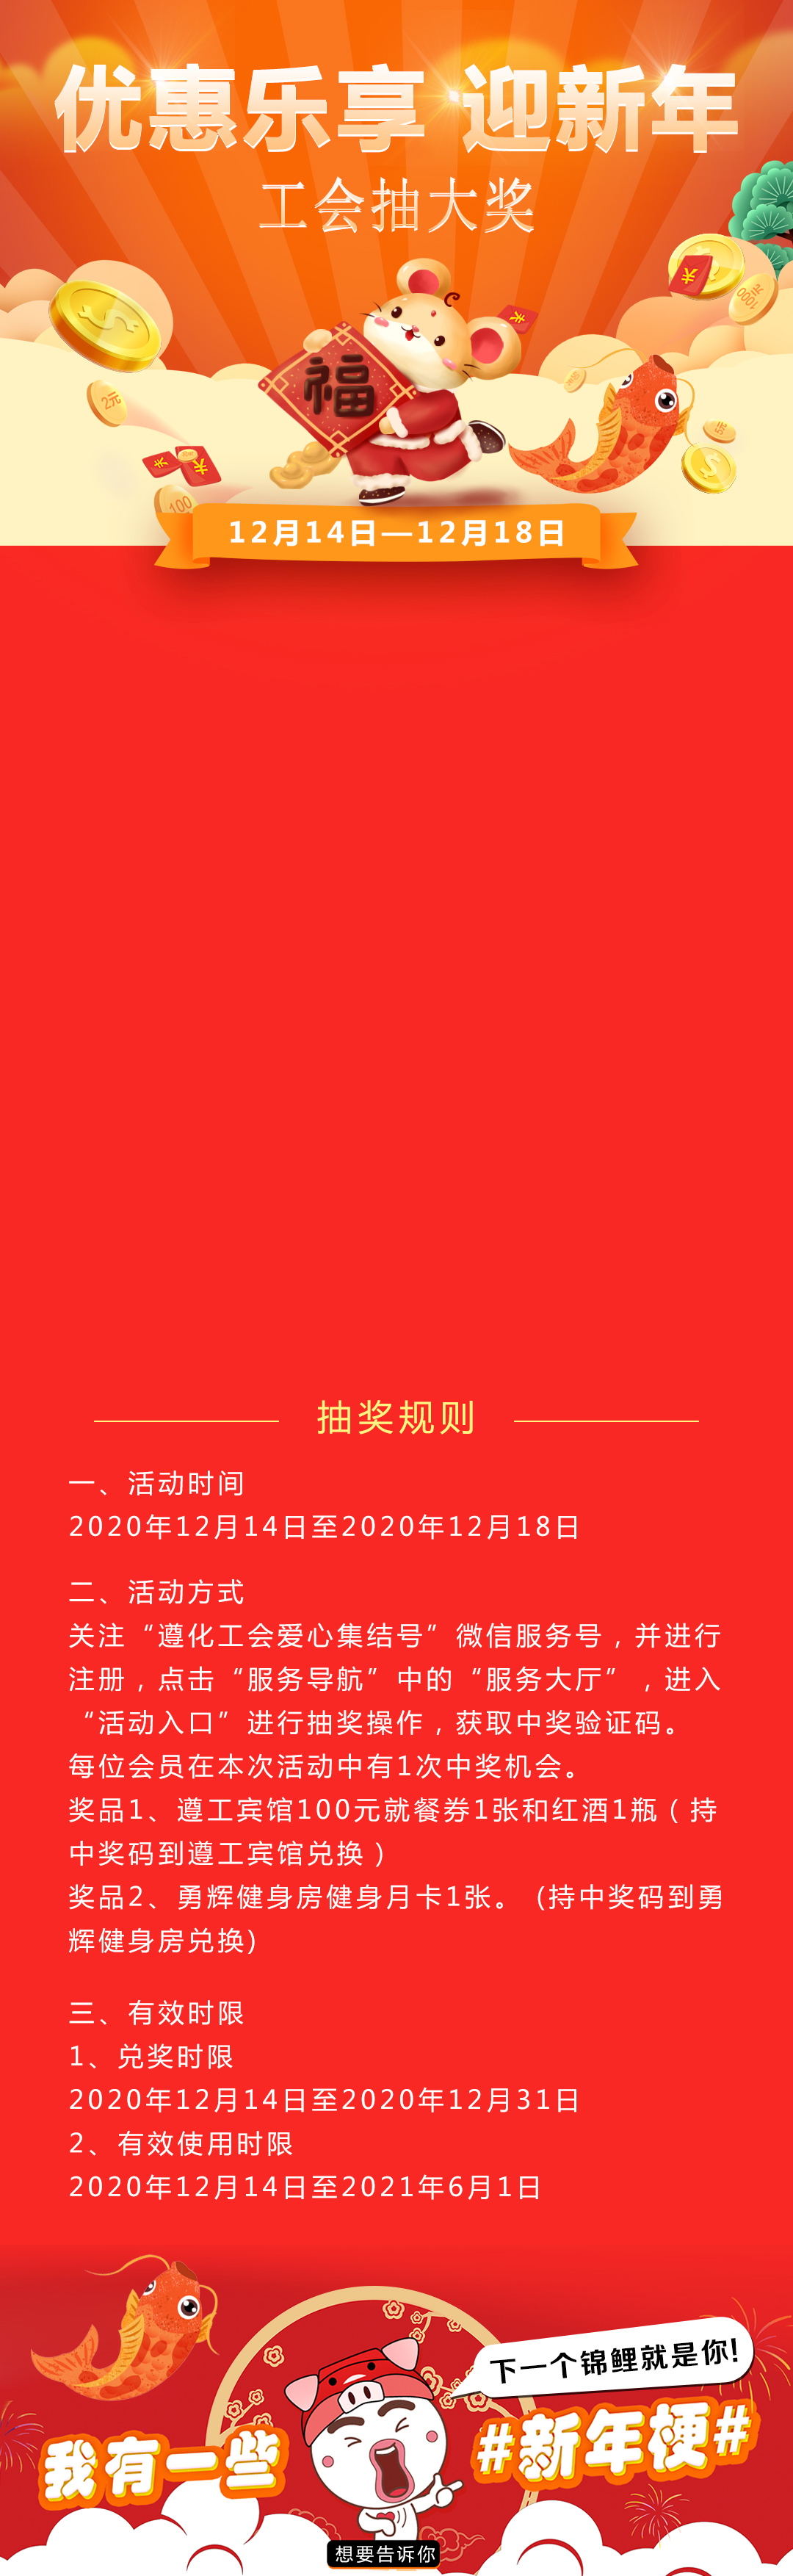 优惠乐享 迎新年
工会抽大奖
1000元
福
2元
5元
100
12月14日—12月18日
抽奖规则
一、活动时间
2020年12月14日至2020年12月18日
二、活动方式
关注“遵化工会爱心集结号”微信服务号，并进行
注册，点击“服务导航”中的“服务大厅”，进入
“活动入口”进行抽奖操作，获取中奖验证码。
每位会员在本次活动中有1次中奖机会。
奖品1、遵工宾馆100元就餐券1张和红酒1瓶（持
中奖码到遵工宾馆兑换）
奖品2、勇辉健身房健身月卡1张。（持中奖码到勇
辉健身房兑换)
三、有效时限
1、兑奖时限
2020年12月14日至2020年12月31日
2、有效使用时限
2020年12月14日至2021年6月1日
下一个锦鲤就是你!
我有一些
#新年梗#
想要告诉你